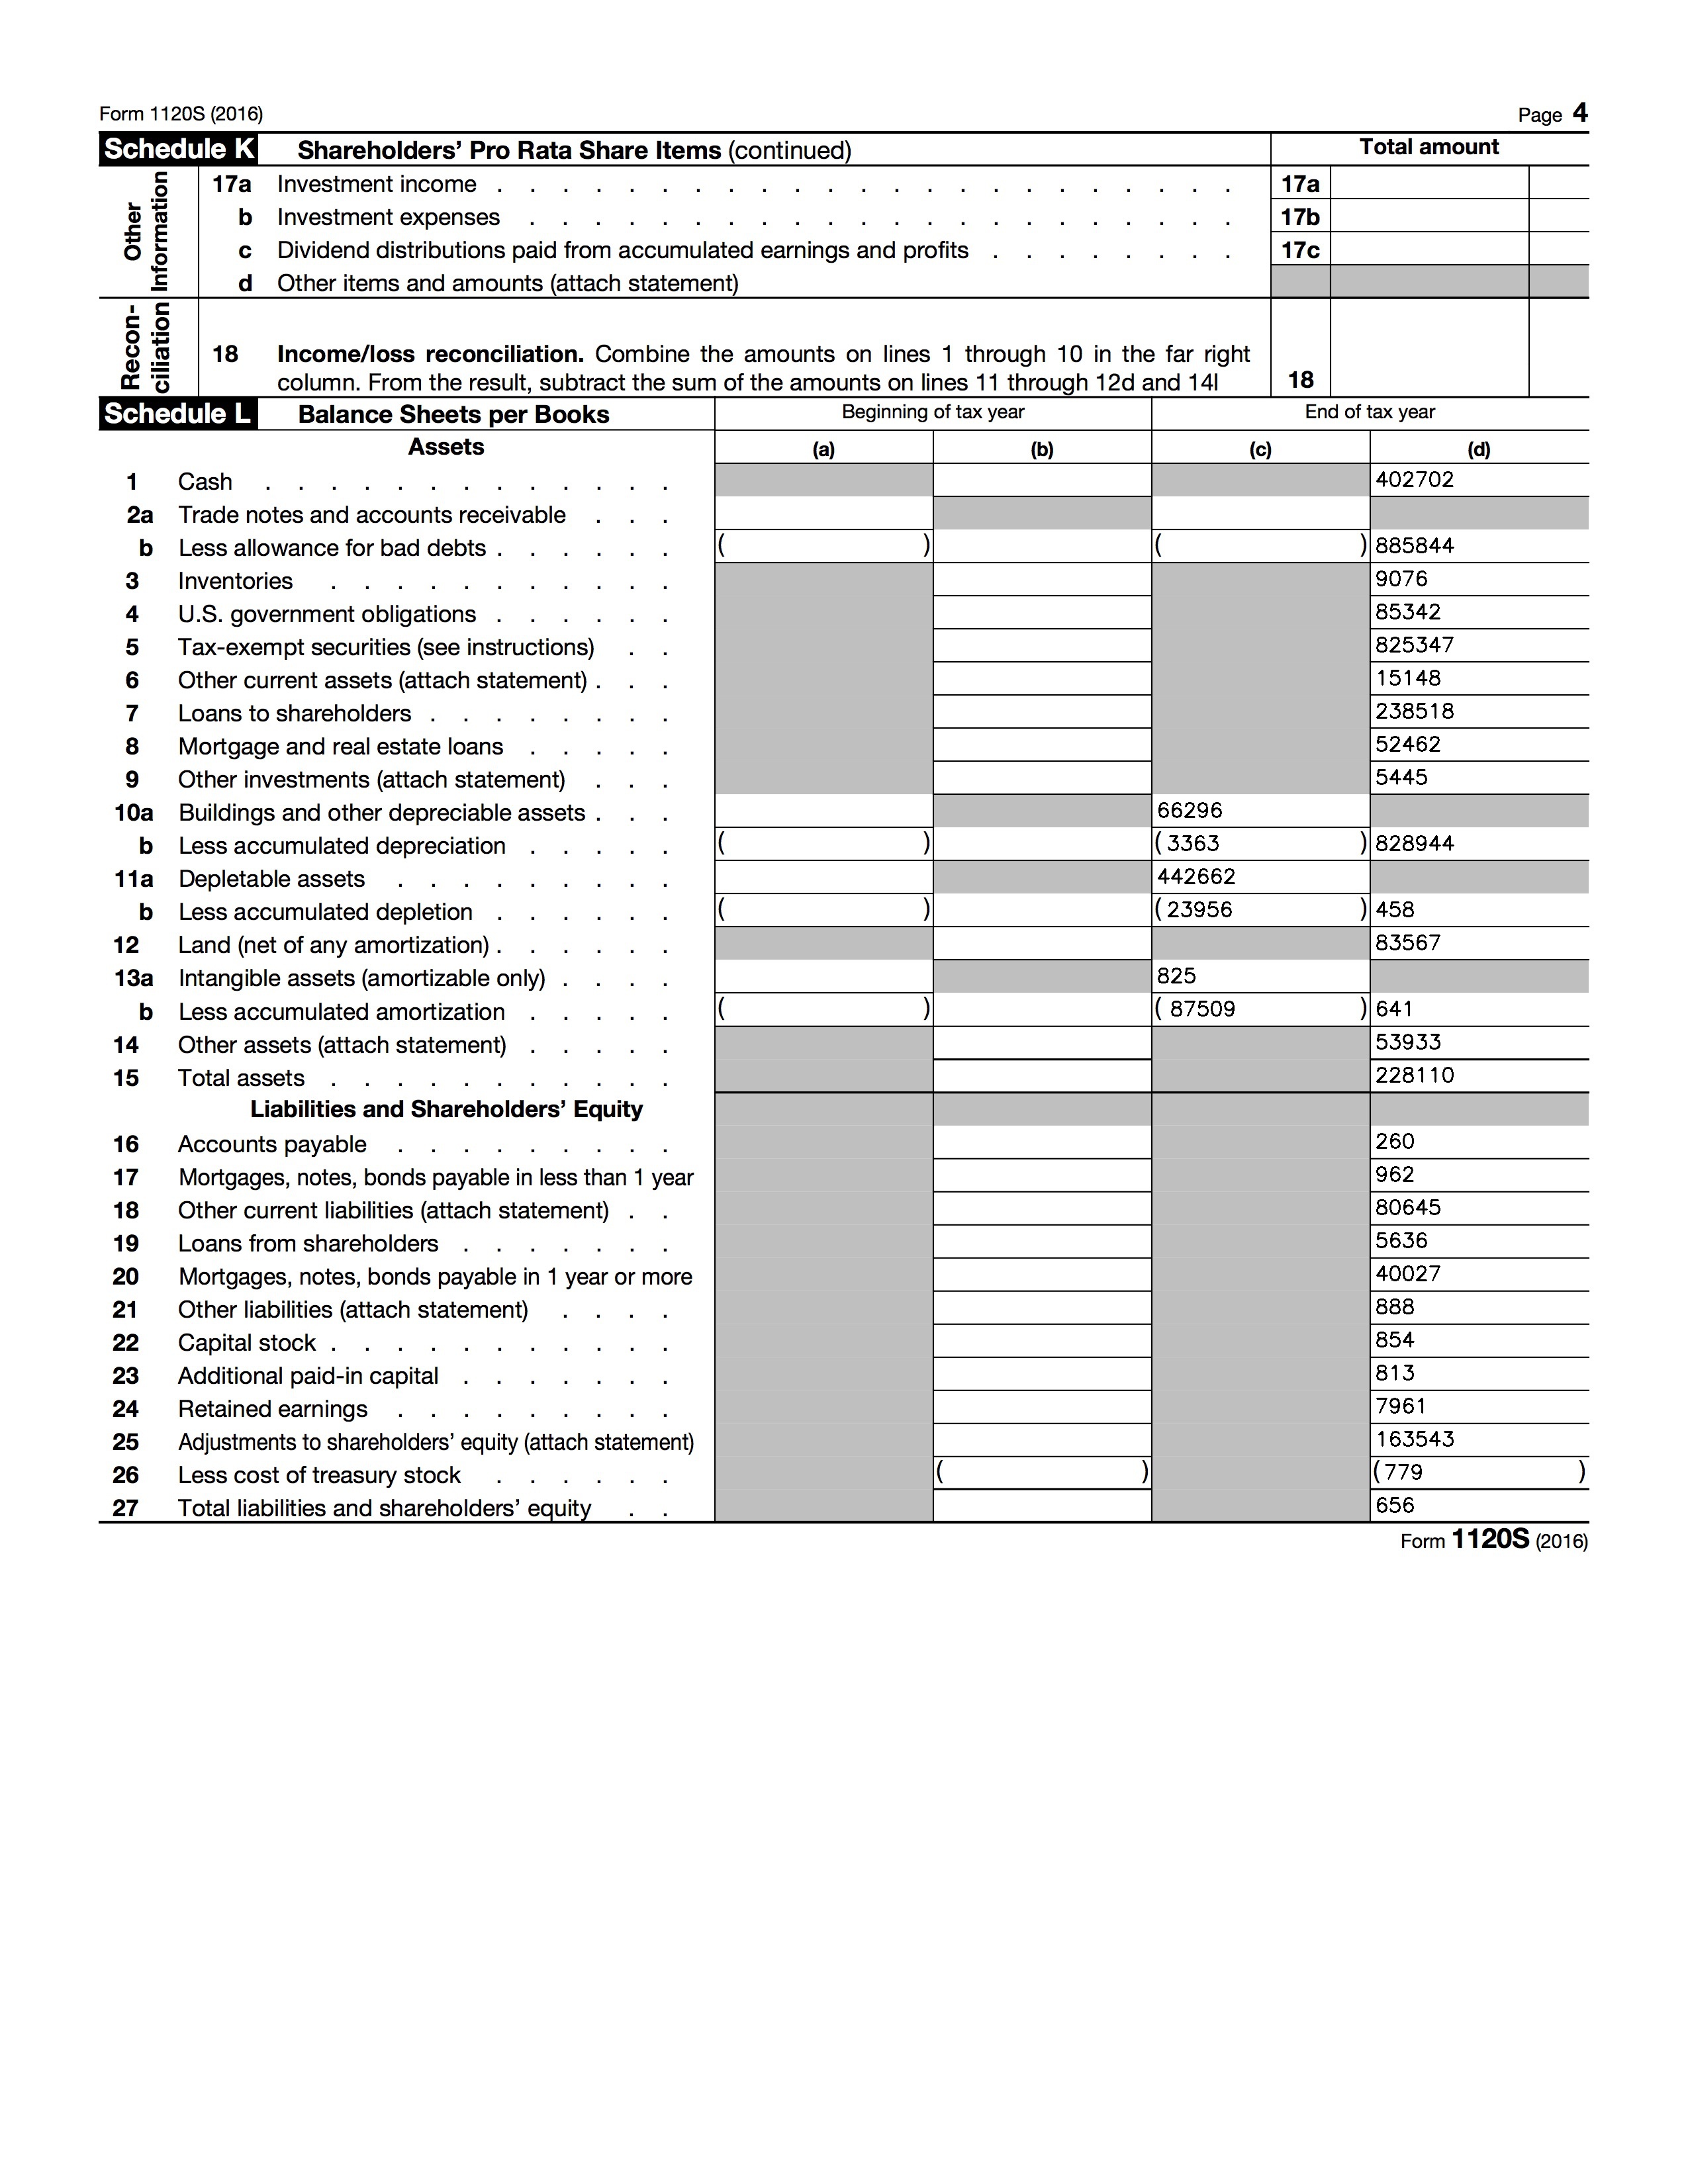 Form 1120S (2016) Page 4
Schedule K Shareholders' Pro Rata Share Items (continued) Total amount
Other Information
17a Investment income . . . . . . . . . . . . . . . . . . . . . . . 17a
b Investment expenses . . . . . . . . . . . . . . . . . . . . . . 17b
c Dividend distributions paid from accumulated earnings and profits . . . . . . . . 17c
d Other items and amounts (attach statement)
Recon-ciliation
18 Income/loss reconciliation. Combine the amounts on lines 1 through 10 in the far right
column. From the result, subtract the sum of the amounts on lines 11 through 12d and 14l 18
Schedule L Balance Sheets per Books Beginning of tax year End of tax year
Assets (a) (b) (c) (d)
1 Cash . . . . . . . . . . . . . 402702
2a Trade notes and accounts receivable . . .
b Less allowance for bad debts . . . . . . ( ) ( ) 885844
3 Inventories . . . . . . . . . . . 9076
4 U.S. government obligations . . . . . . 85342
5 Tax-exempt securities (see instructions) . . 825347
6 Other current assets (attach statement) . . . 15148
7 Loans to shareholders . . . . . . . . 238518
8 Mortgage and real estate loans . . . . . 52462
9 Other investments (attach statement) . . . 5445
10a Buildings and other depreciable assets . . . 66296
b Less accumulated depreciation . . . . . ( ) ( 3363 ) 828944
11a Depletable assets . . . . . . . . . 442662
b Less accumulated depletion . . . . . . ( ) ( 23956 ) 458
12 Land (net of any amortization) . . . . . . 83567
13a Intangible assets (amortizable only) . . . . 825
b Less accumulated amortization . . . . . ( ) ( 87509 ) 641
14 Other assets (attach statement) . . . . . 53933
15 Total assets . . . . . . . . . . . 228110
Liabilities and Shareholders' Equity
16 Accounts payable . . . . . . . . . 260
17 Mortgages, notes, bonds payable in less than 1 year 962
18 Other current liabilities (attach statement) . . 80645
19 Loans from shareholders . . . . . . . 5636
20 Mortgages, notes, bonds payable in 1 year or more 40027
21 Other liabilities (attach statement) . . . . 888
22 Capital stock . . . . . . . . . . . 854
23 Additional paid-in capital . . . . . . . 813
24 Retained earnings . . . . . . . . . 7961
25 Adjustments to shareholders' equity (attach statement) 163543
26 Less cost of treasury stock . . . . . . ( ) ( 779 )
27 Total liabilities and shareholders' equity . . 656
Form 1120S (2016)